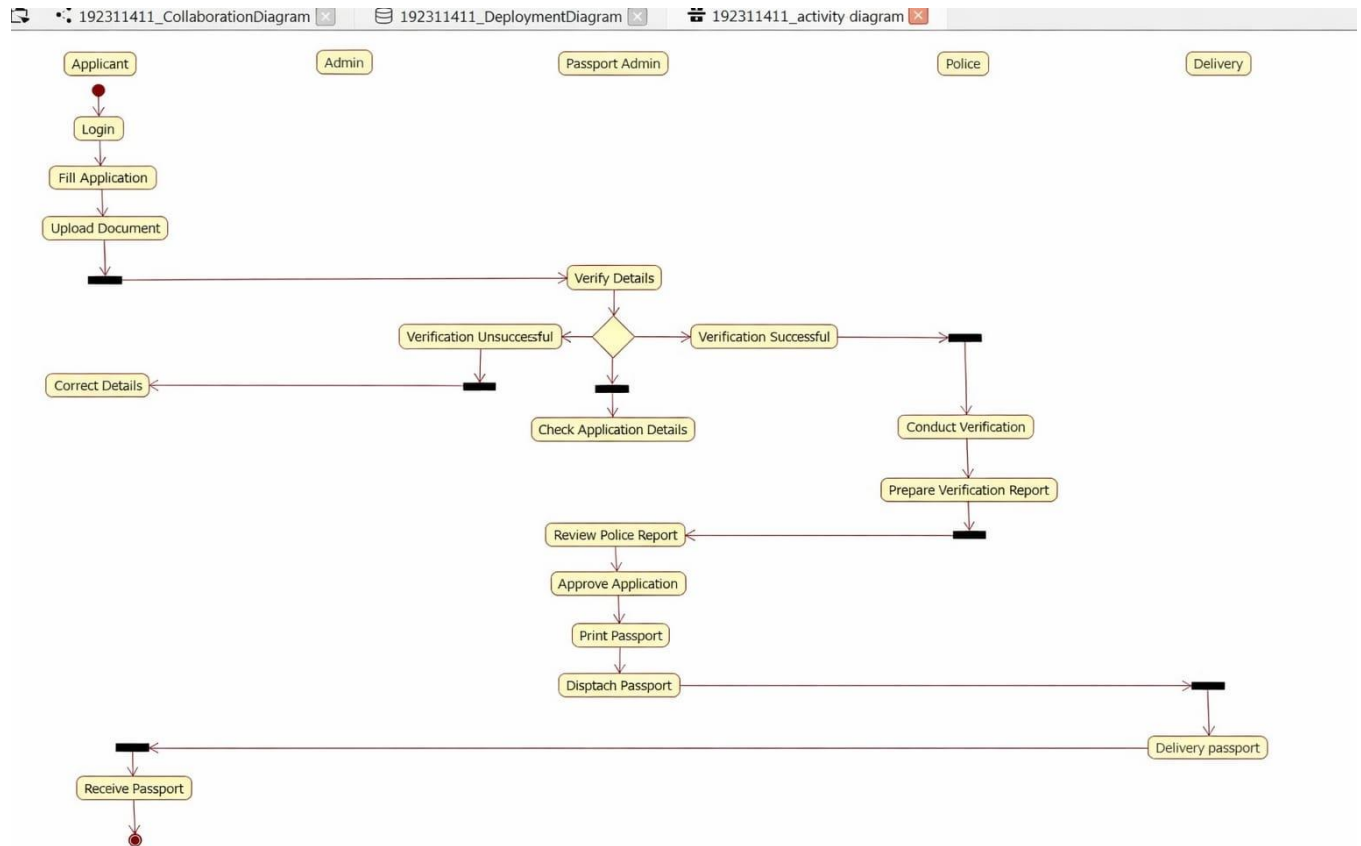 192311411_CollaborationDiagram 192311411_DeploymentDiagram 192311411_activity diagram
Applicant Admin Passport Admin Police Delivery
Login
Fill Application
Upload Document
Verify Details
Verification Unsuccessful Verification Successful
Correct Details
Check Application Details Conduct Verification
Prepare Verification Report
Review Police Report
Approve Application
Print Passport
Disptach Passport
Delivery passport
Receive Passport